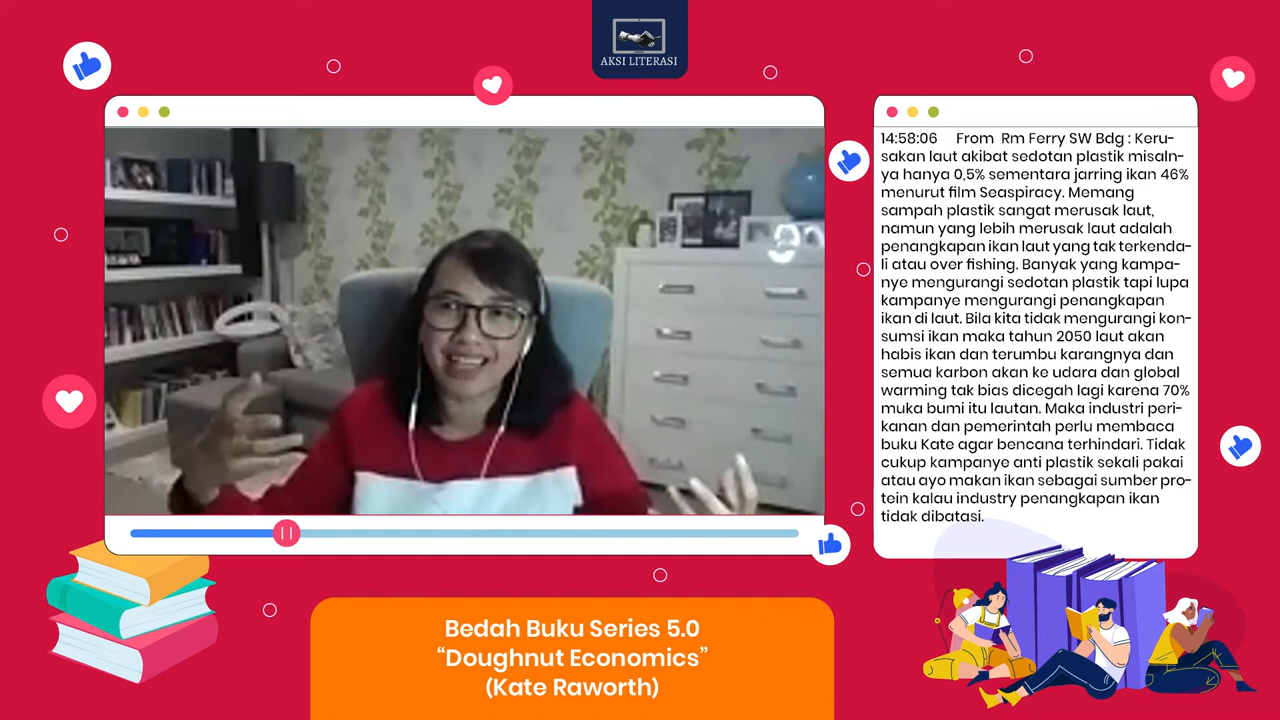 AKSI LITERASI
14:58:06 From Rm Ferry SW Bdg : Keru-
sakan laut akibat sedotan plastik misaln-
ya hanya 0,5% sementara jarring ikan 46%
menurut film Seaspiracy. Memang
sampah plastik sangat merusak laut,
namun yang lebih merusak laut adalah
penangkapan ikan laut yang tak terkenda-
li atau over fishing. Banyak yang kampa-
nye mengurangi sedotan plastik tapi lupa
kampanye mengurangi penangkapan
ikan di laut. Bila kita tidak mengurangi kon-
sumsi ikan maka tahun 2050 laut akan
habis ikan dan terumbu karangnya dan
semua karbon akan ke udara dan global
warming tak bias dicegah lagi karena 70%
muka bumi itu lautan. Maka industri peri-
kanan dan pemerintah perlu membaca
buku Kate agar bencana terhindari. Tidak
cukup kampanye anti plastik sekali pakai
atau ayo makan ikan sebagai sumber pro-
tein kalau industry penangkapan ikan
tidak dibatasi.
Bedah Buku Series 5.0
“Doughnut Economics”
(Kate Raworth)